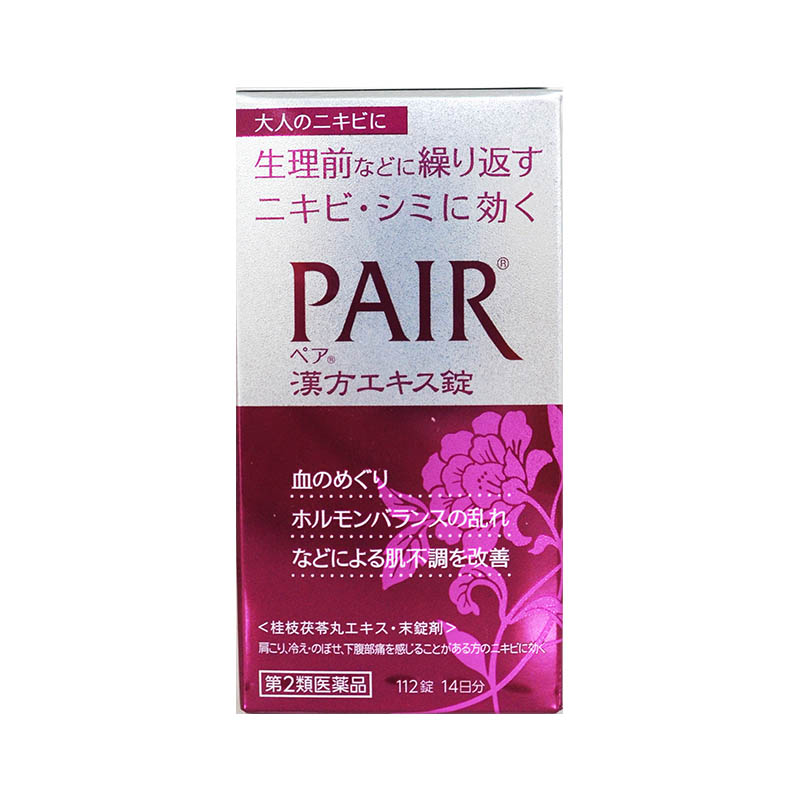 大人のニキビに
生理前などに繰り返す
ニキビ・シミに効く
PAIR®
ペア®
漢方エキス錠
血のめぐり
ホルモンバランスの乱れ
などによる肌不調を改善
<桂枝茯苓丸エキス・末錠剤>
肩こり、冷え・のぼせ、下腹部痛を感じることがある方のニキビに効く
第2類医薬品
112錠 14日分